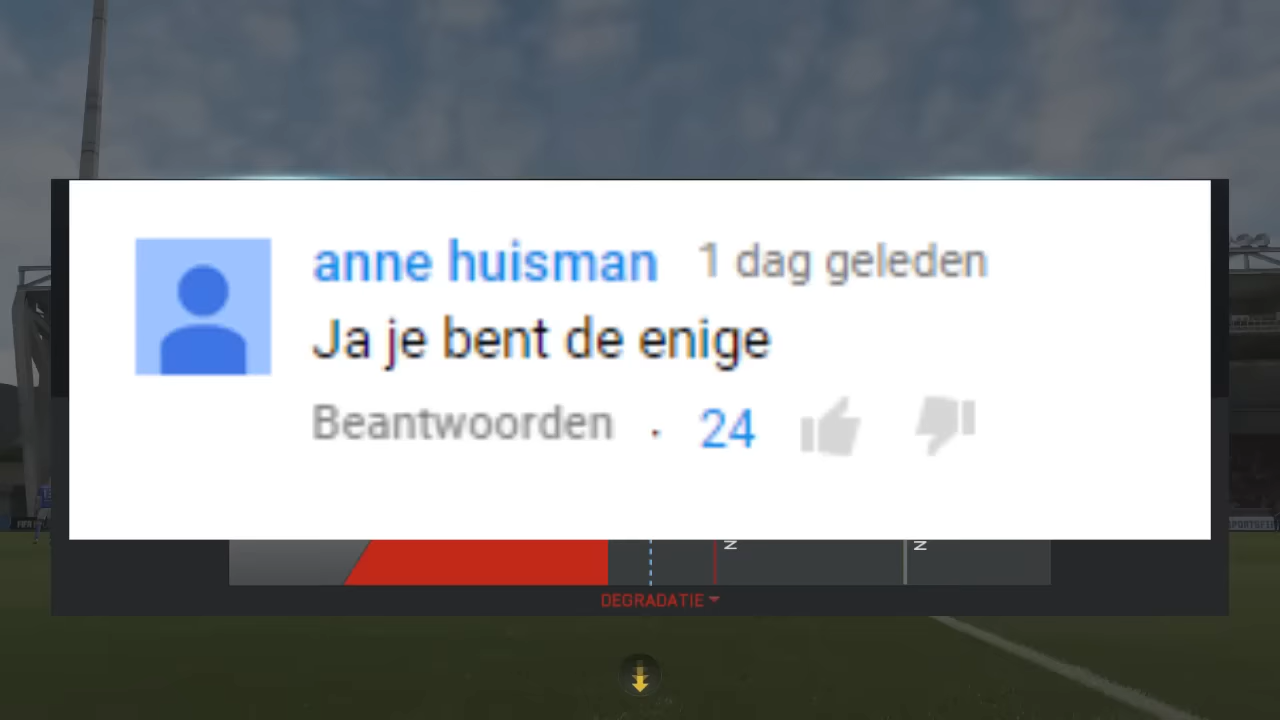 anne huisman 1 dag geleden
Ja je bent de enige
Beantwoorden · 24
N N
DEGRADATIE